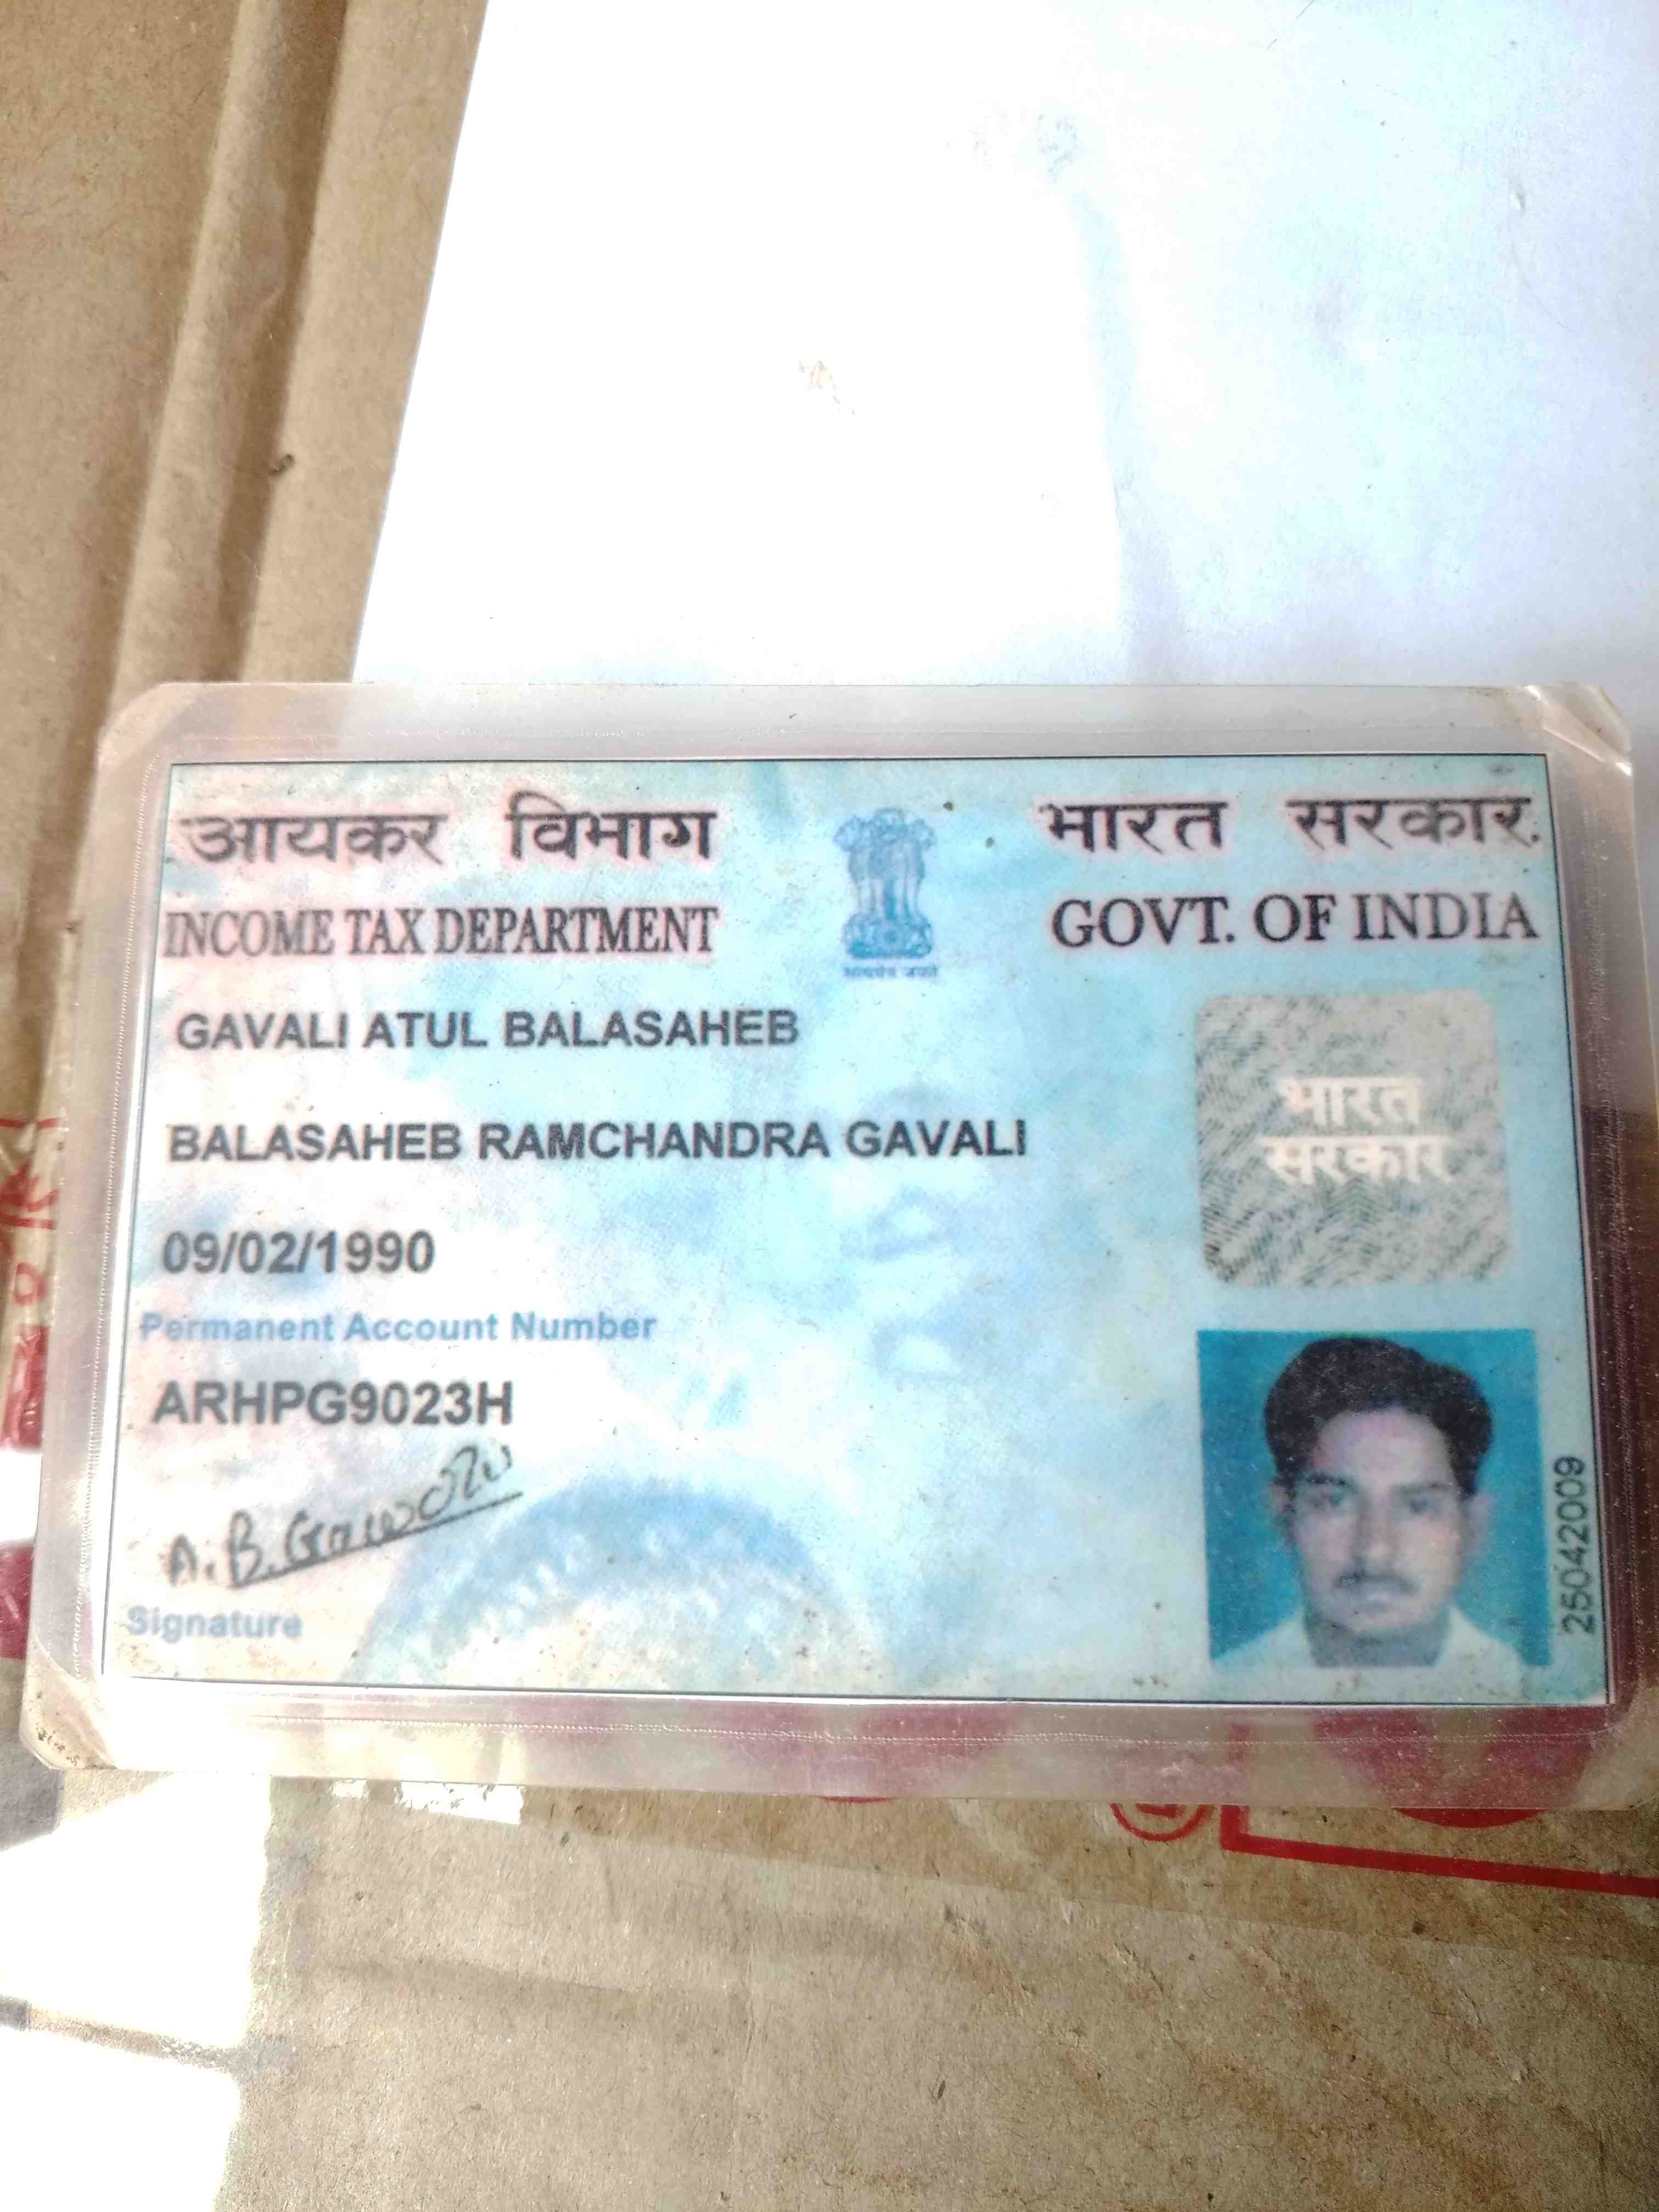 आयकर विभाग
INCOME TAX DEPARTMENT
भारत सरकार
GOVT. OF INDIA
सत्यमेव जयते
GAVALI ATUL BALASAHEB
BALASAHEB RAMCHANDRA GAVALI
09/02/1990
Permanent Account Number
ARHPG9023H
Signature
भारत
सरकार
25042009